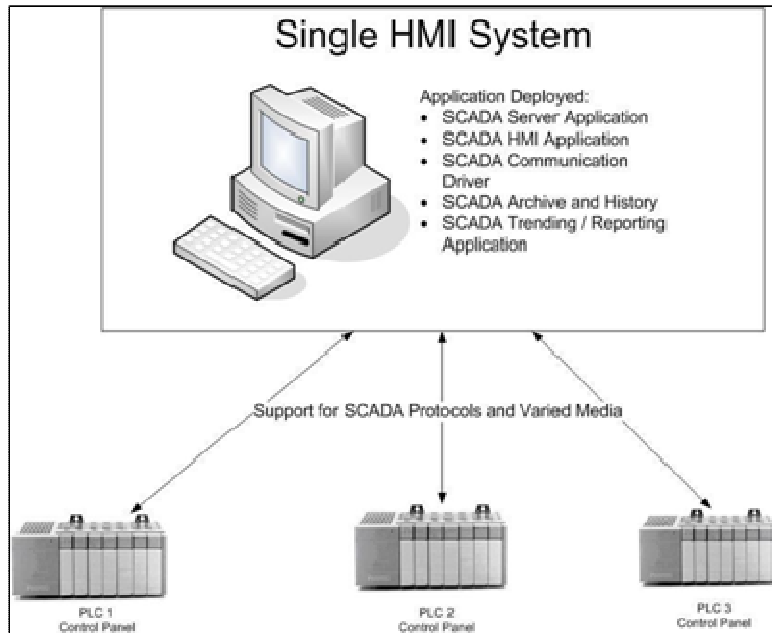 Single HMI System
Application Deployed:
• SCADA Server Application
• SCADA HMI Application
• SCADA Communication
Driver
• SCADA Archive and History
• SCADA Trending / Reporting
Application
Support for SCADA Protocols and Varied Media
PLC 1
Control Panel
PLC 2
Control Panel
PLC 3
Control Panel